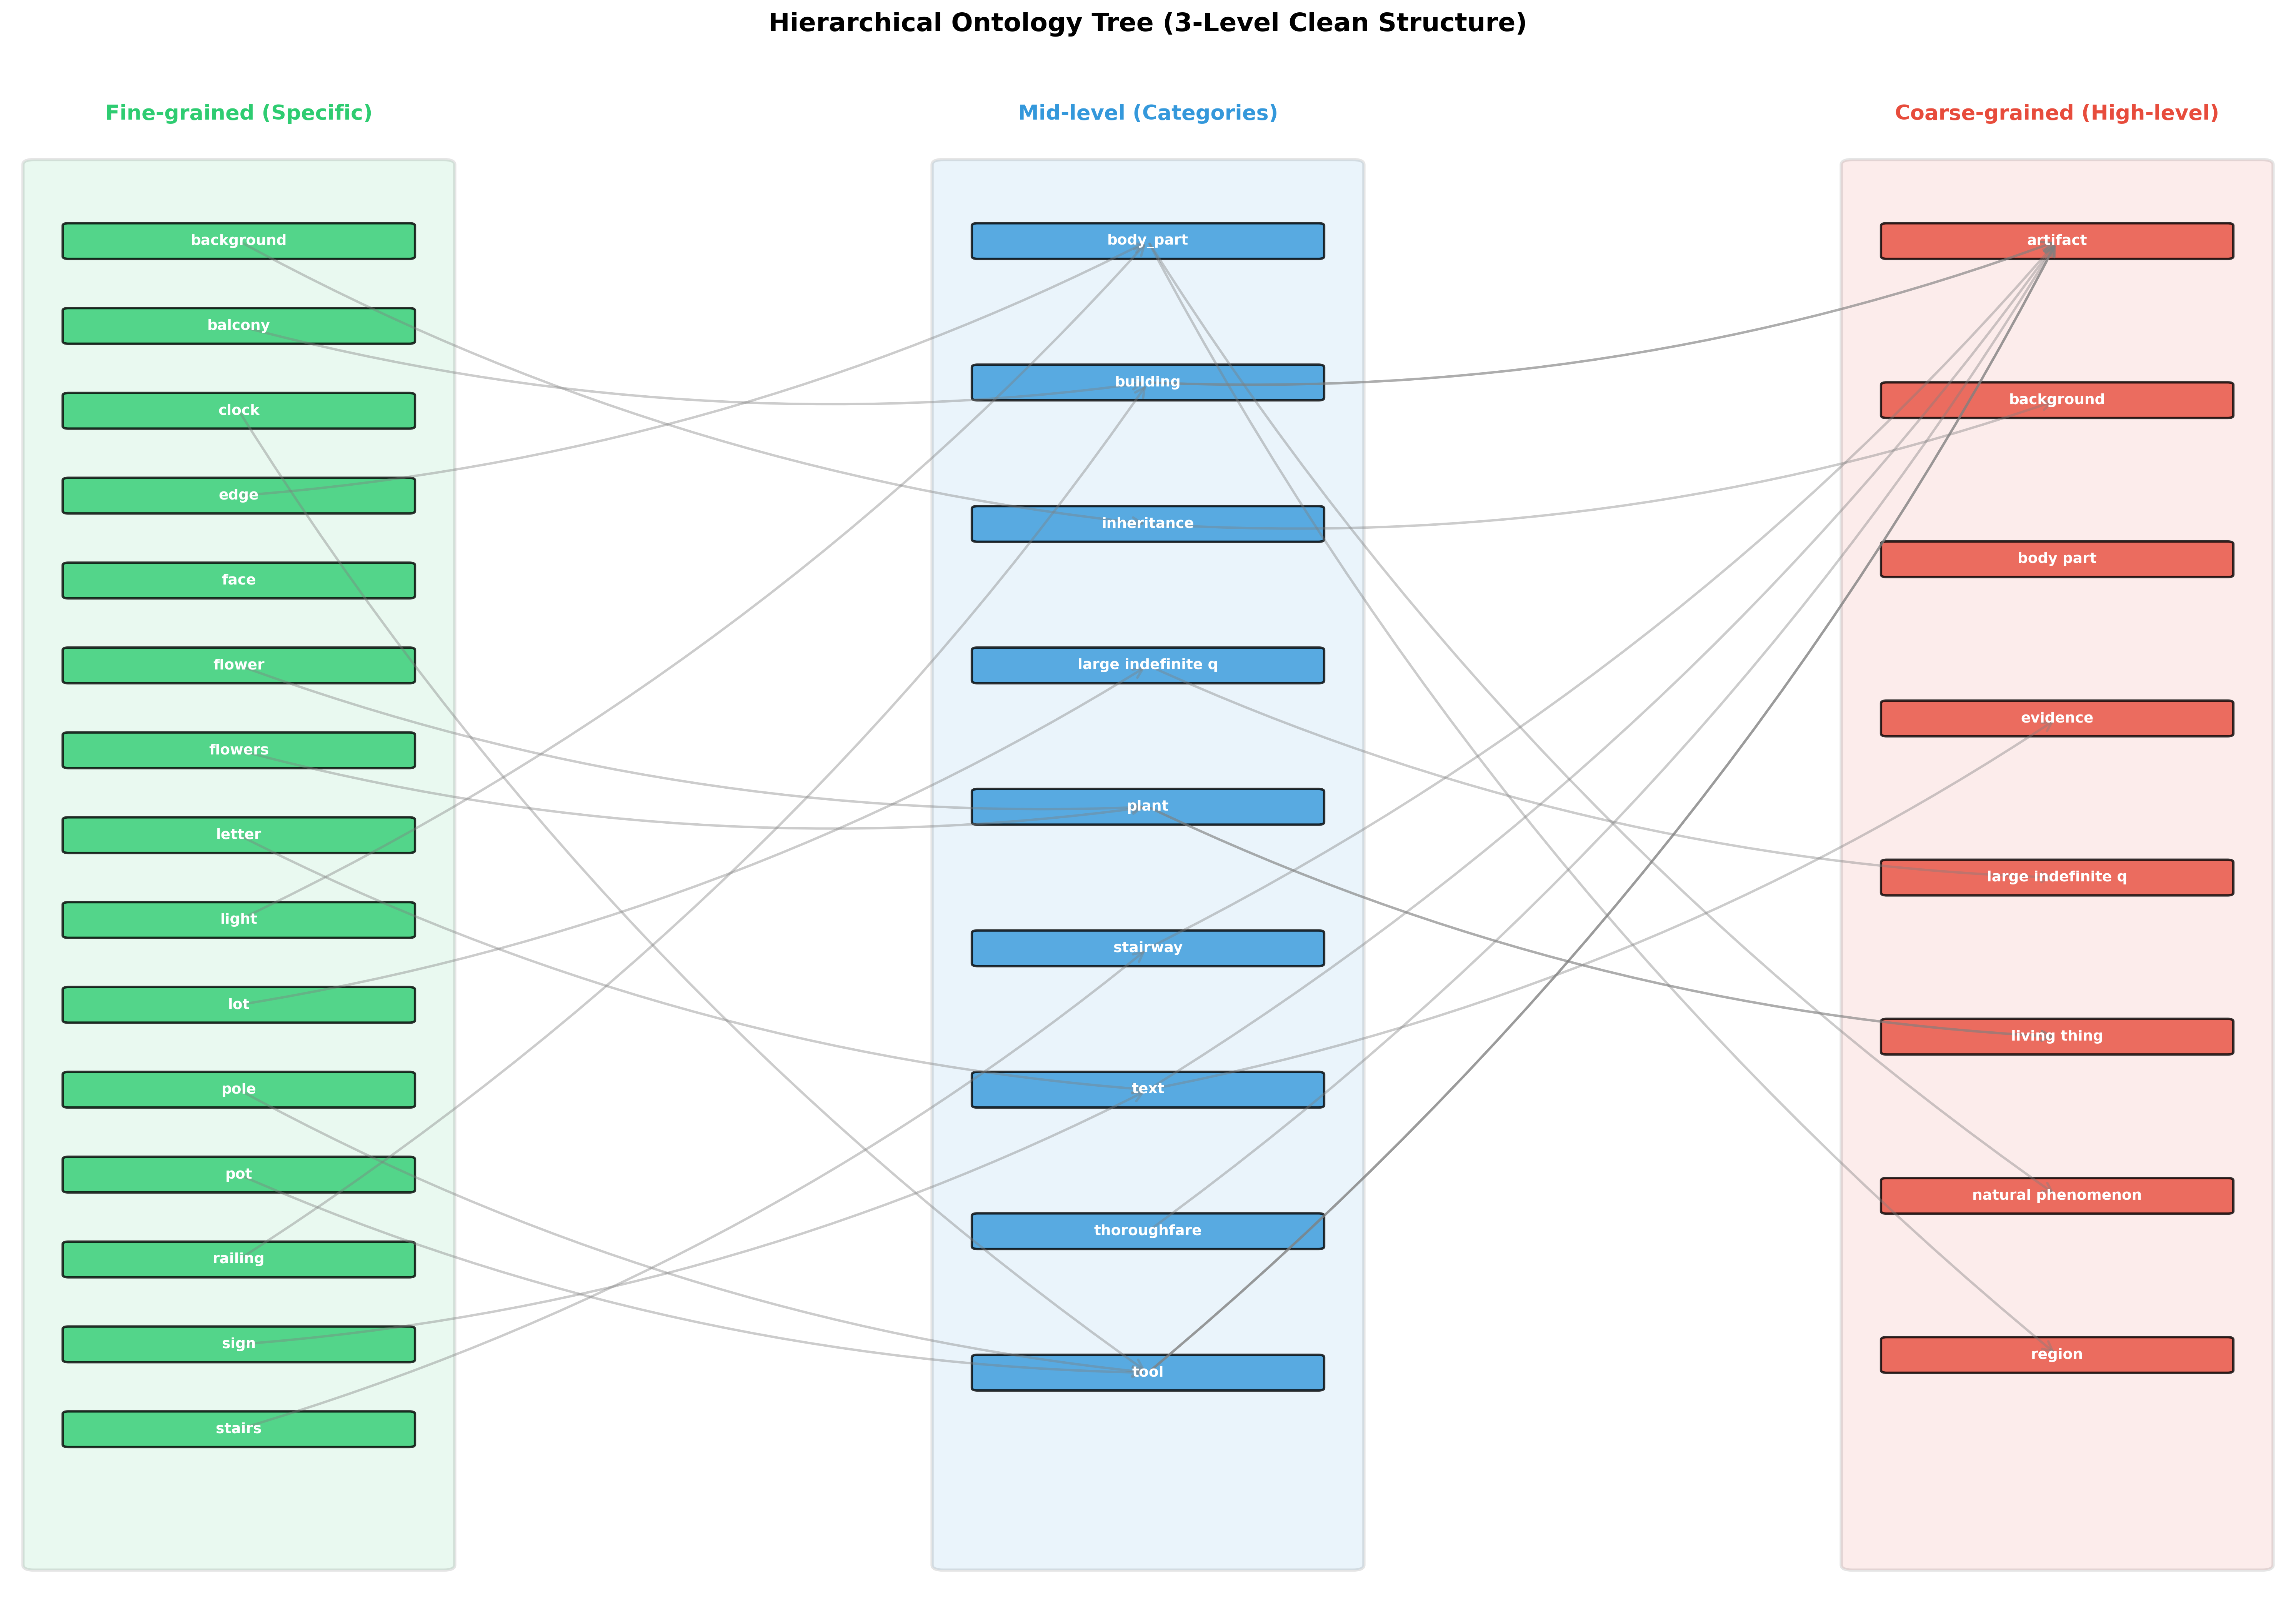 Hierarchical Ontology Tree (3-Level Clean Structure)
Fine-grained (Specific)
background
balcony
clock
edge
face
flower
flowers
letter
light
lot
pole
pot
railing
sign
stairs
Mid-level (Categories)
body_part
building
inheritance
large indefinite q
plant
stairway
text
thoroughfare
tool
Coarse-grained (High-level)
artifact
background
body part
evidence
large indefinite q
living thing
natural phenomenon
region